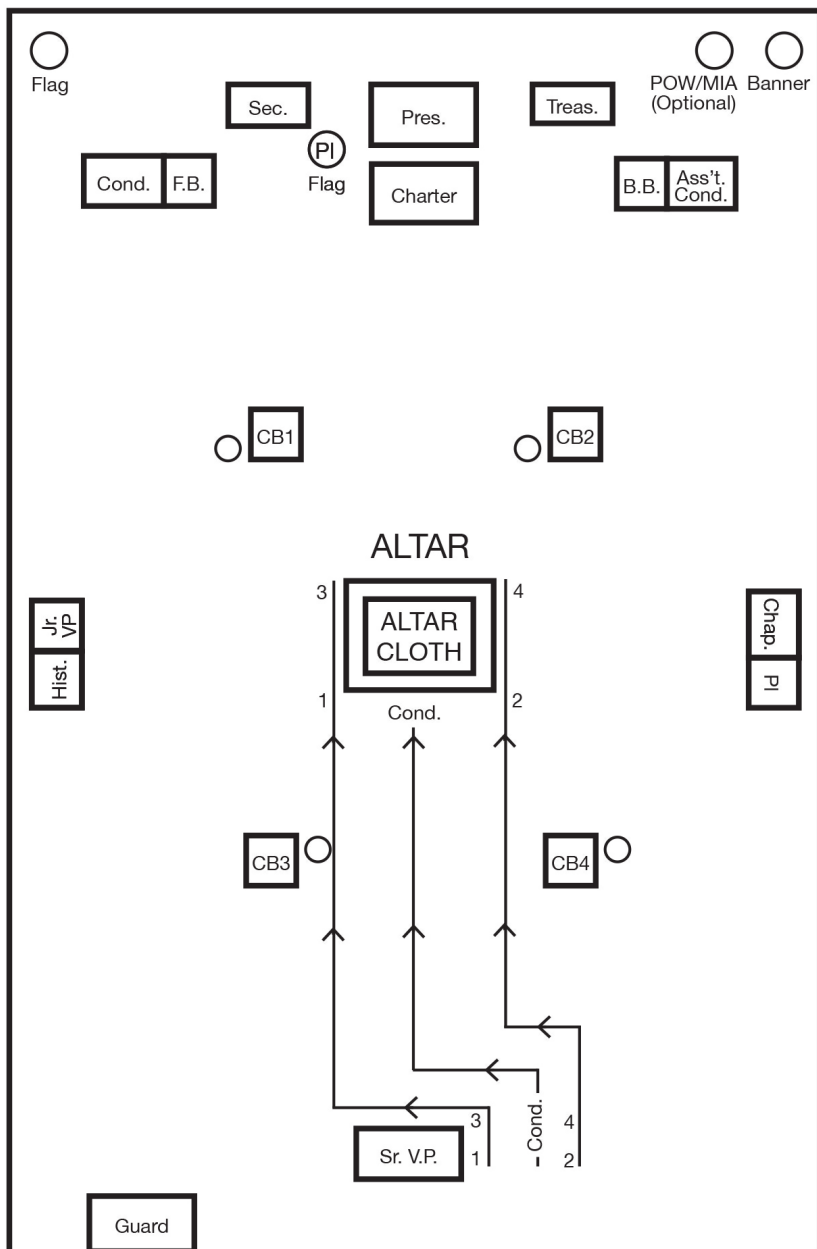 Flag
POW/MIA
(Optional)
Banner
Sec.
Pres.
Treas.
PI
Flag
Cond.
F.B.
Charter
B.B.
Ass't.
Cond.
CB1
CB2
ALTAR
3
4
ALTAR
CLOTH
Jr.
VP
Hist.
Chap.
PI
1
2
Cond.
CB3
CB4
3
Cond.
4
Sr. V.P.
1
2
Guard